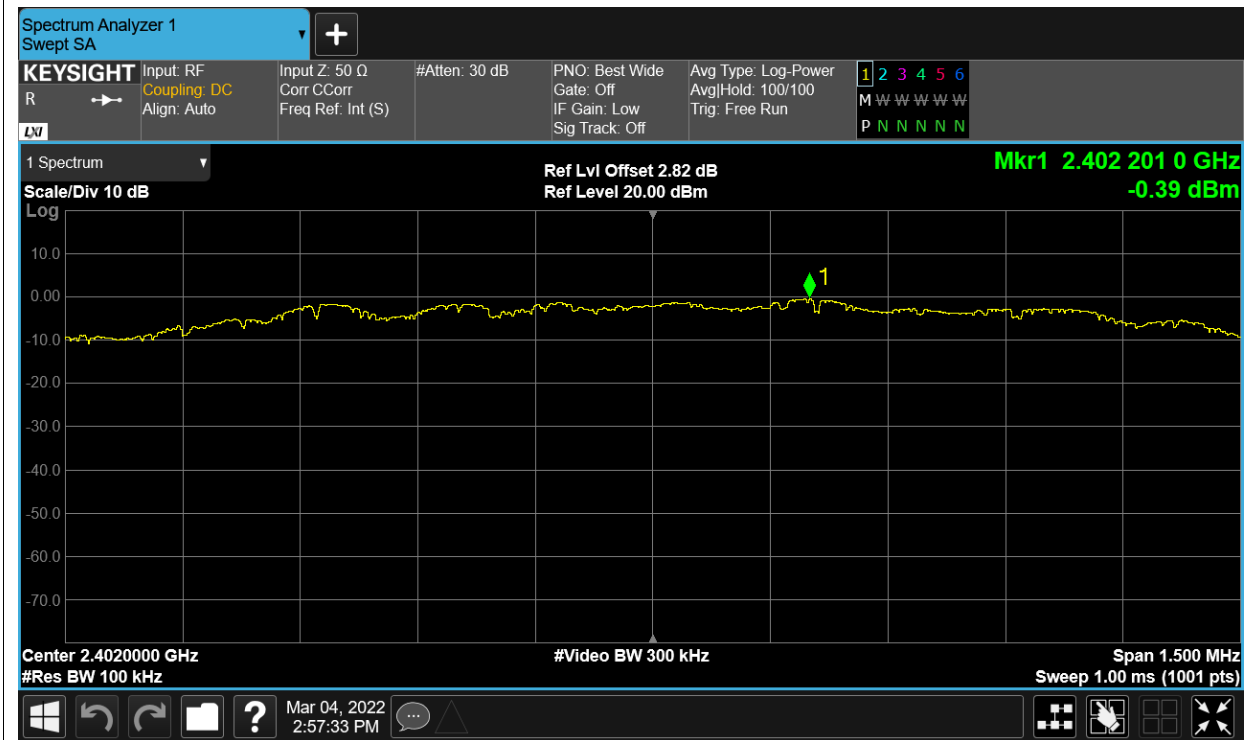 Spectrum Analyzer 1
Swept SA
KEYSIGHT
R
LXI
Input: RF
Coupling: DC
Align: Auto
Input Z: 50 Ω
Corr CCorr
Freq Ref: Int (S)
#Atten: 30 dB
PNO: Best Wide
Gate: Off
IF Gain: Low
Sig Track: Off
Avg Type: Log-Power
Avg|Hold: 100/100
Trig: Free Run
1 2 3 4 5 6
M W W W W W
P N N N N N
1 Spectrum
Scale/Div 10 dB
Log
Ref Lvl Offset 2.82 dB
Ref Level 20.00 dBm
Mkr1 2.402 201 0 GHz
-0.39 dBm
10.0
0.00
-10.0
-20.0
-30.0
-40.0
-50.0
-60.0
-70.0
1
Center 2.4020000 GHz
#Res BW 100 kHz
#Video BW 300 kHz
Span 1.500 MHz
Sweep 1.00 ms (1001 pts)
?
Mar 04, 2022
2:57:33 PM